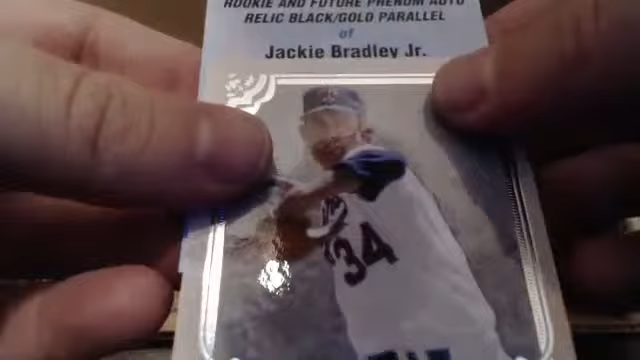 ROOKIE AND FUTURE PHENOM AUTO
RELIC BLACK/GOLD PARALLEL
of
Jackie Bradley Jr.
34